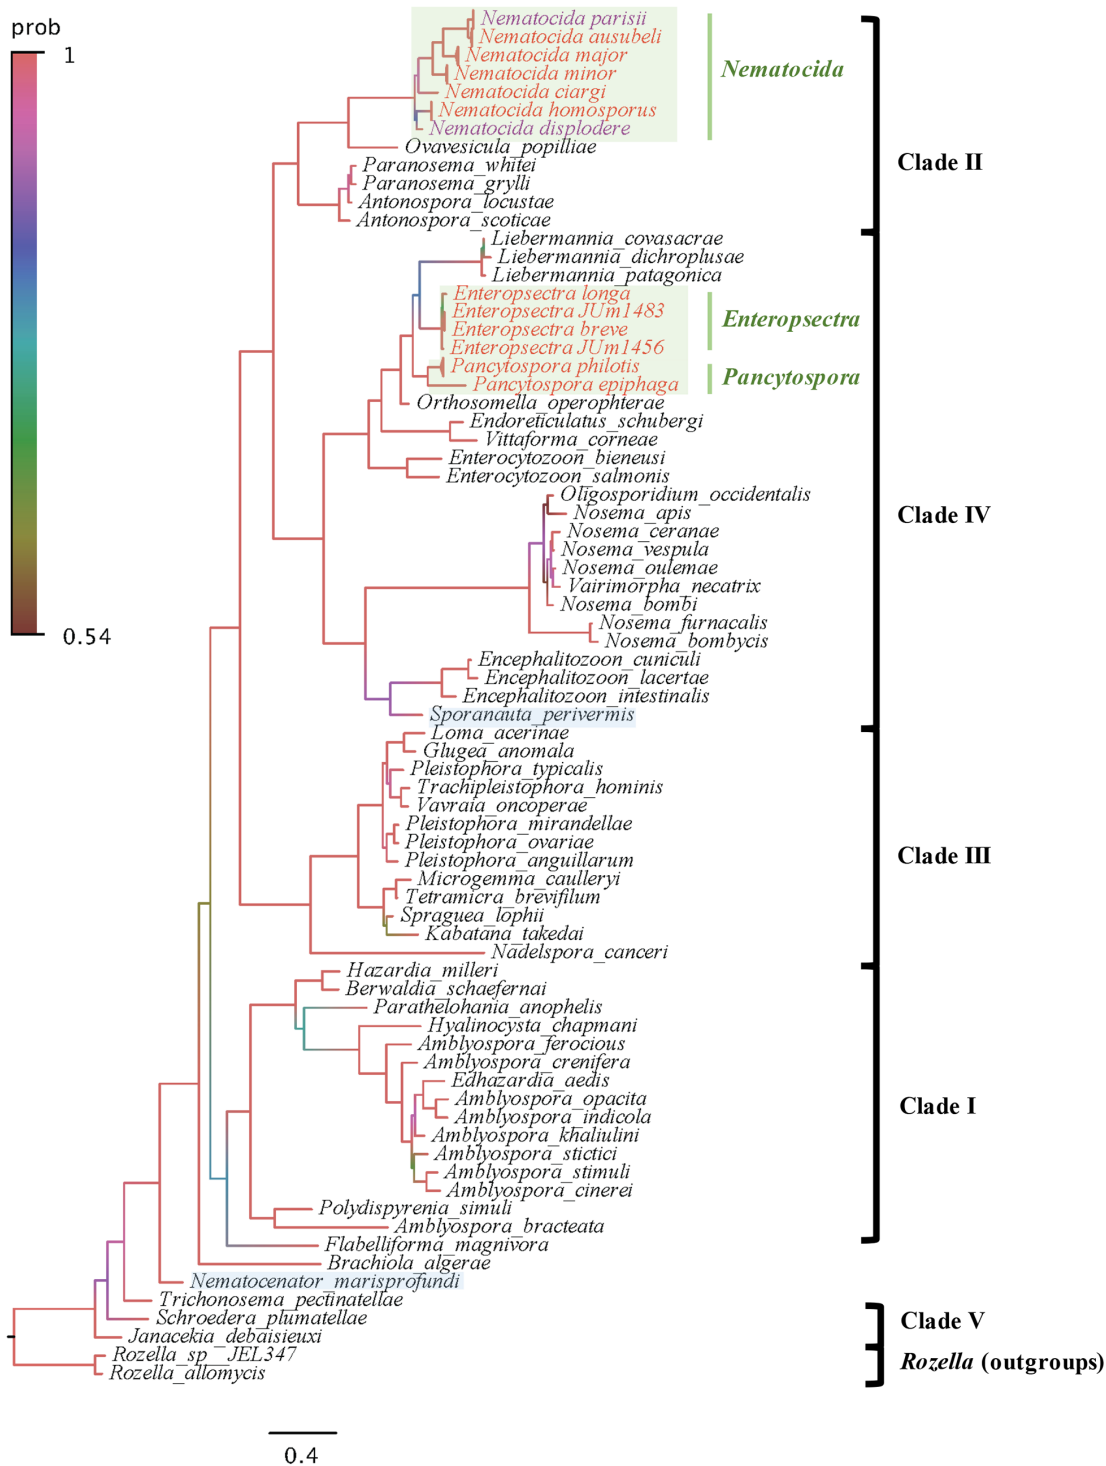 prob
1
0.54
Nematocida parisii
Nematocida ausubeli
Nematocida major
Nematocida minor
Nematocida ciargi
Nematocida homosporus
Nematocida displodere
Nematocida
Ovavesicula_popilliae
Paranosema_whitei
Paranosema_grylli
Antonospora_locustae
Antonospora_scoticae
Clade II
Liebermannia_covasacrae
Liebermannia_dichroplusae
Liebermannia_patagonica
Enteropsectra longa
Enteropsectra JUm1483
Enteropsectra breve
Enteropsectra JUm1456
Enteropsectra
Pancytospora philotis
Pancytospora epiphaga
Pancytospora
Orthosomella_operophterae
Endoreticulatus_schubergi
Vittaforma_corneae
Enterocytozoon_bieneusi
Enterocytozoon_salmonis
Oligosporidium_occidentalis
Nosema_apis
Nosema_ceranae
Nosema_vespula
Nosema_oulemae
Vairimorpha_necatrix
Nosema_bombi
Nosema_furnacalis
Nosema_bombycis
Encephalitozoon_cuniculi
Encephalitozoon_lacertae
Encephalitozoon_intestinalis
Sporanauta_perivermis
Clade IV
Loma_acerinae
Glugea_anomala
Pleistophora_typicalis
Trachipleistophora_hominis
Vavraia_oncoperae
Pleistophora_mirandellae
Pleistophora_ovariae
Pleistophora_anguillarum
Microgemma_caulleryi
Tetramicra_brevifilum
Spraguea_lophii
Kabatana_takedai
Nadelspora_canceri
Clade III
Hazardia_milleri
Berwaldia_schaefernai
Parathelohania_anophelis
Hyalinocysta_chapmani
Amblyospora_ferocious
Amblyospora_crenifera
Edhazardia_aedis
Amblyospora_opacita
Amblyospora_indicola
Amblyospora_khaliulini
Amblyospora_stictici
Amblyospora_stimuli
Amblyospora_cinerei
Polydispyrenia_simuli
Amblyospora_bracteata
Flabelliforma_magnivora
Clade I
Brachiola_algerae
Nematocenator_marisprofundi
Trichonosema_pectinatellae
Schroedera_plumatellae
Janacekia_debaisieuxi
Clade V
Rozella_sp__JEL347
Rozella_allomycis
Rozella (outgroups)
0.4